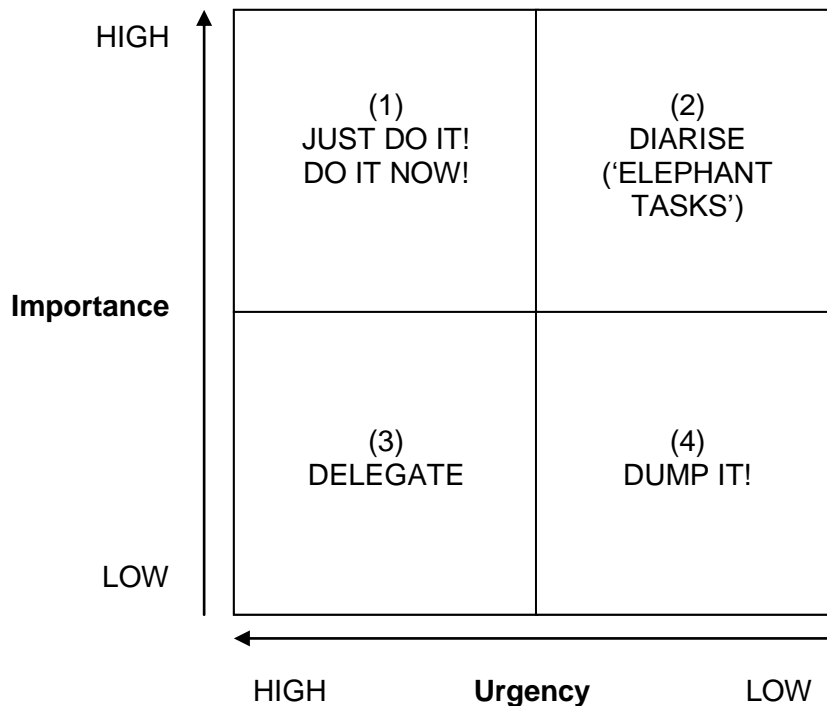 HIGH
(1)
JUST DO IT!
DO IT NOW!
(2)
DIARISE
(‘ELEPHANT
TASKS’)
Importance
(3)
DELEGATE
(4)
DUMP IT!
LOW
HIGH Urgency LOW